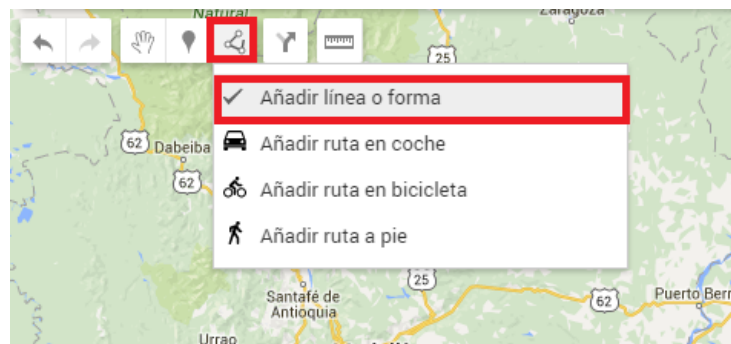 Natural
Zaragoza
25
Añadir línea o forma
62 Dabeiba
Añadir ruta en coche
62
Añadir ruta en bicicleta
Añadir ruta a pie
25
Santafé de
Antioquia
62
Puerto Berr
Urrao